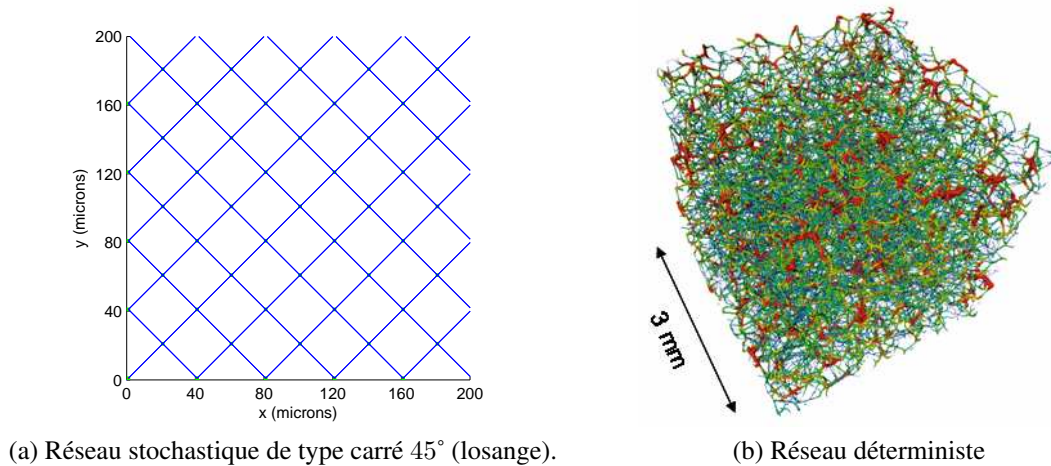 200
160
120
80
40
0
y (microns)
0 40 80 120 160 200
x (microns)
3 mm
(a) Réseau stochastique de type carré 45° (losange).
(b) Réseau déterministe